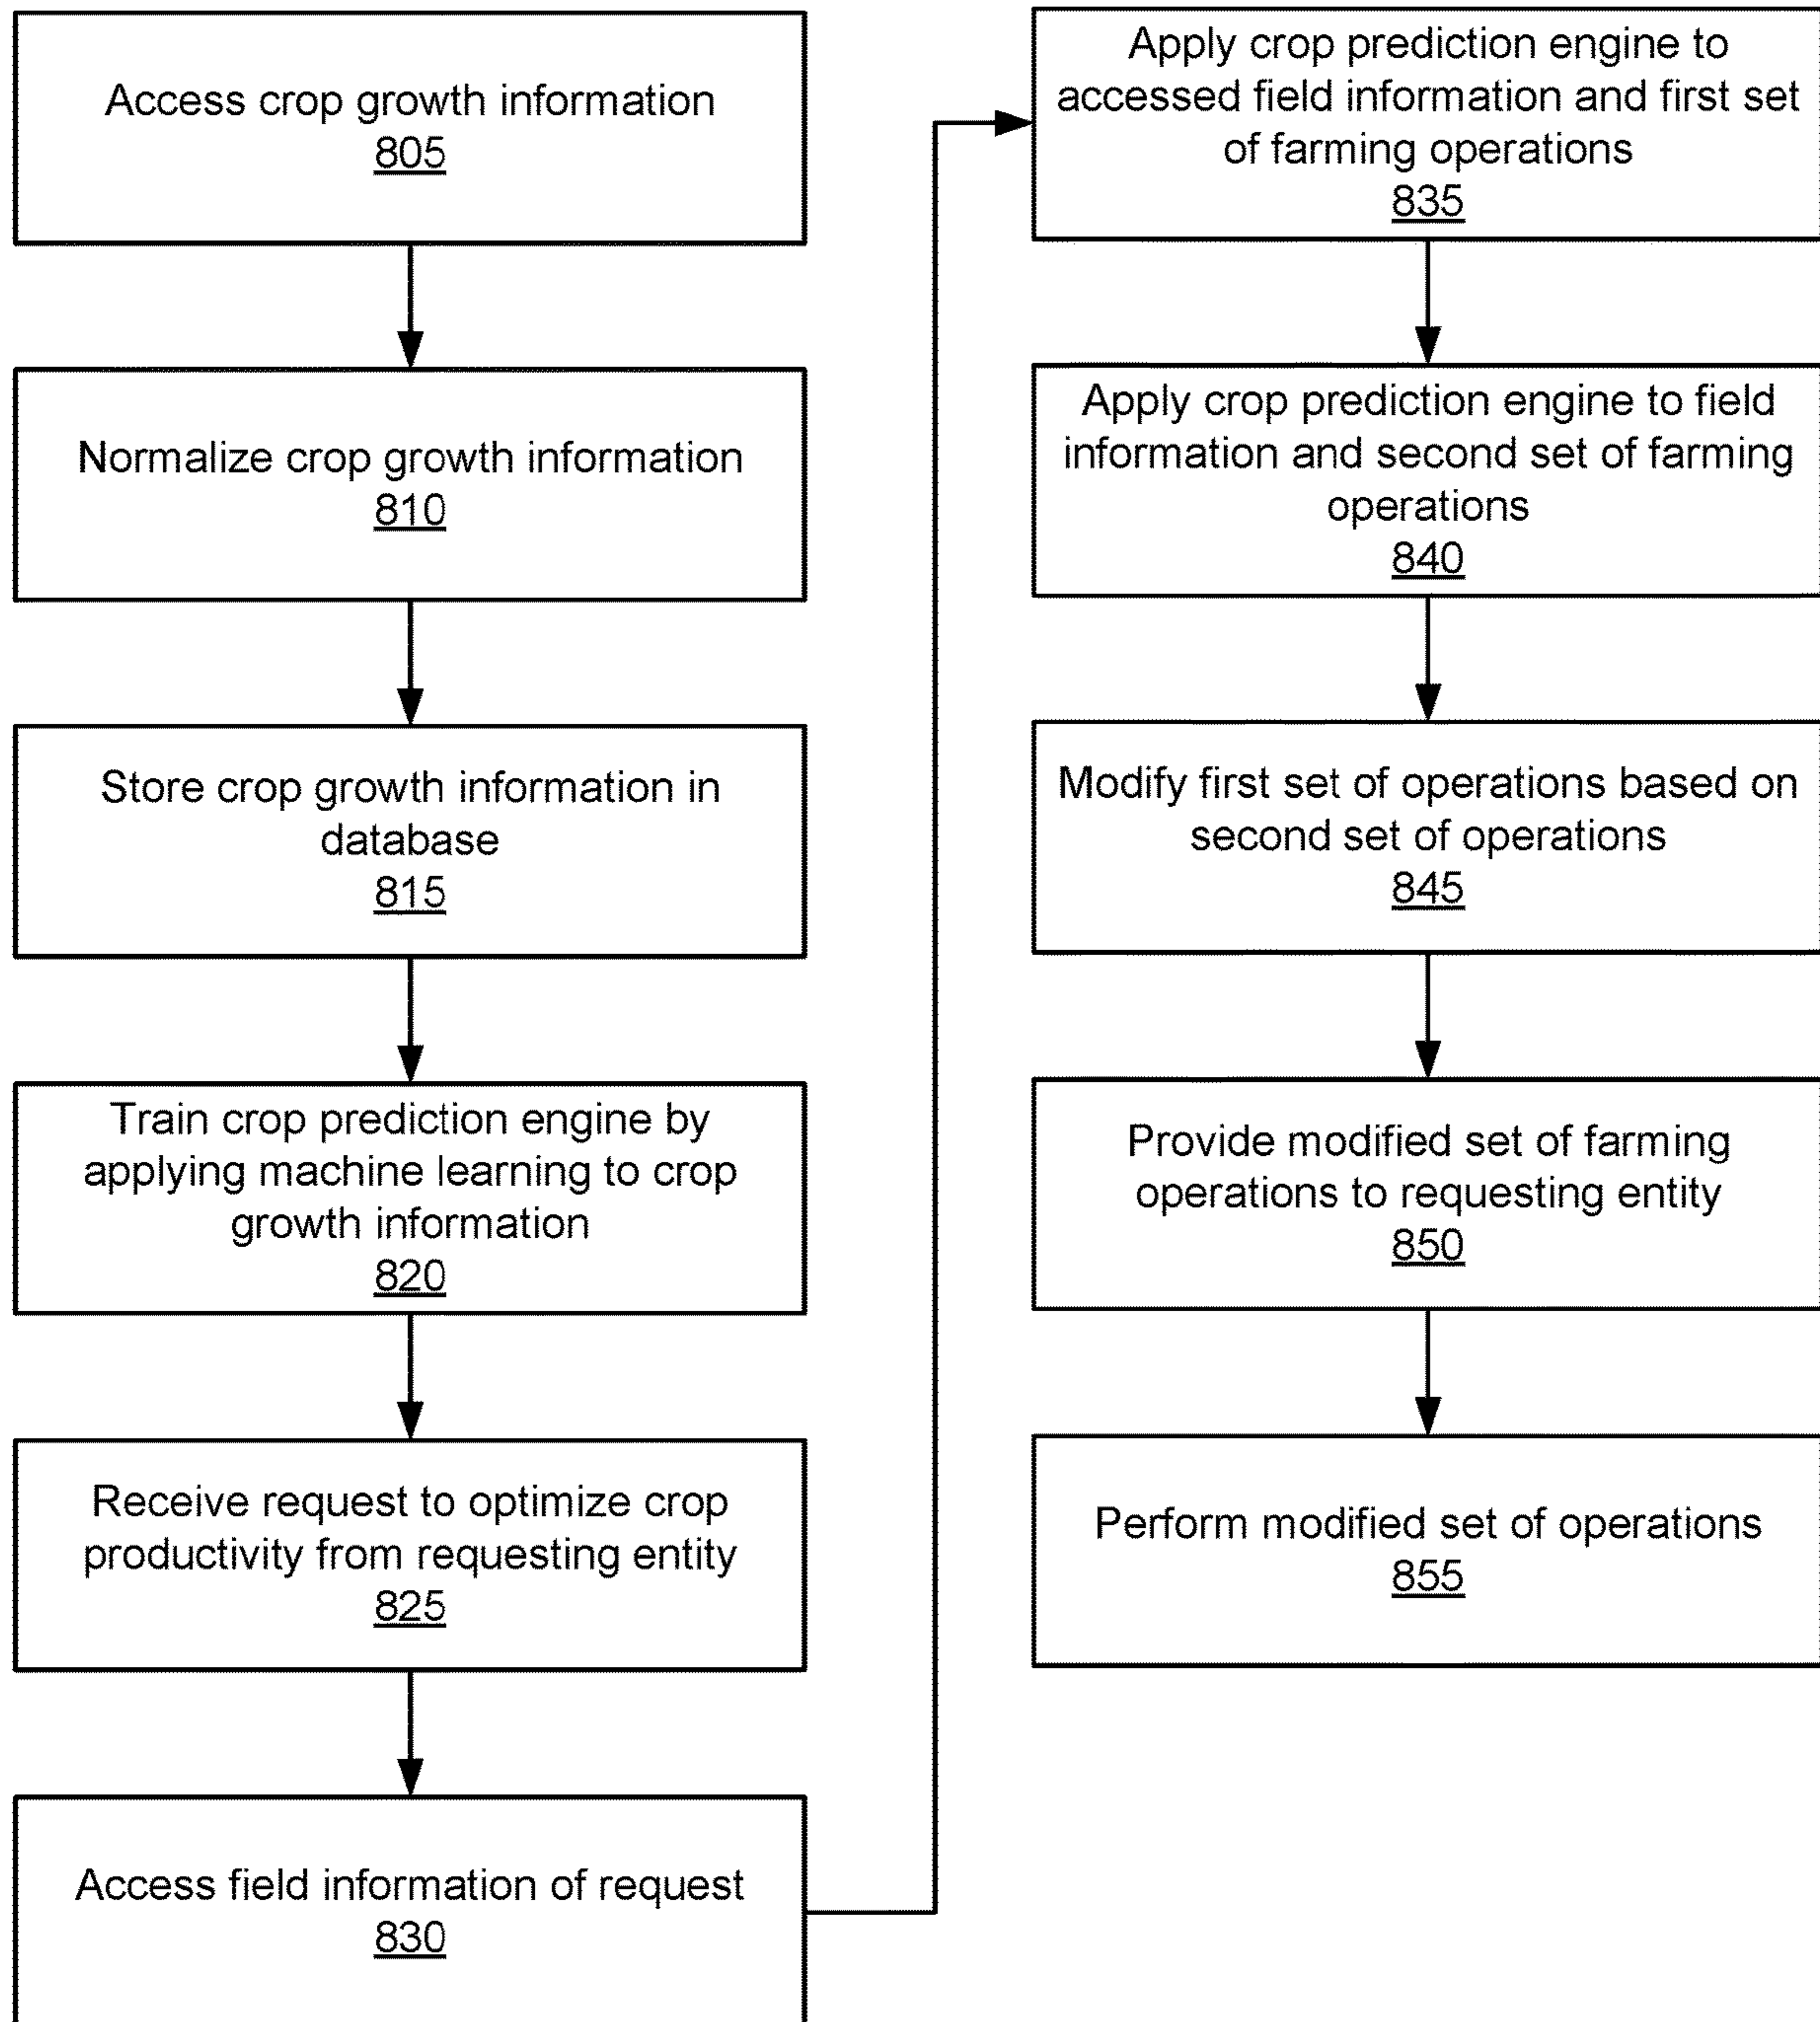 Access crop growth information
805
Normalize crop growth information
810
Store crop growth information in
database
815
Train crop prediction engine by
applying machine learning to crop
growth information
820
Receive request to optimize crop
productivity from requesting entity
825
Access field information of request
830
Apply crop prediction engine to
accessed field information and first set
of farming operations
835
Apply crop prediction engine to field
information and second set of farming
operations
840
Modify first set of operations based on
second set of operations
845
Provide modified set of farming
operations to requesting entity
850
Perform modified set of operations
855